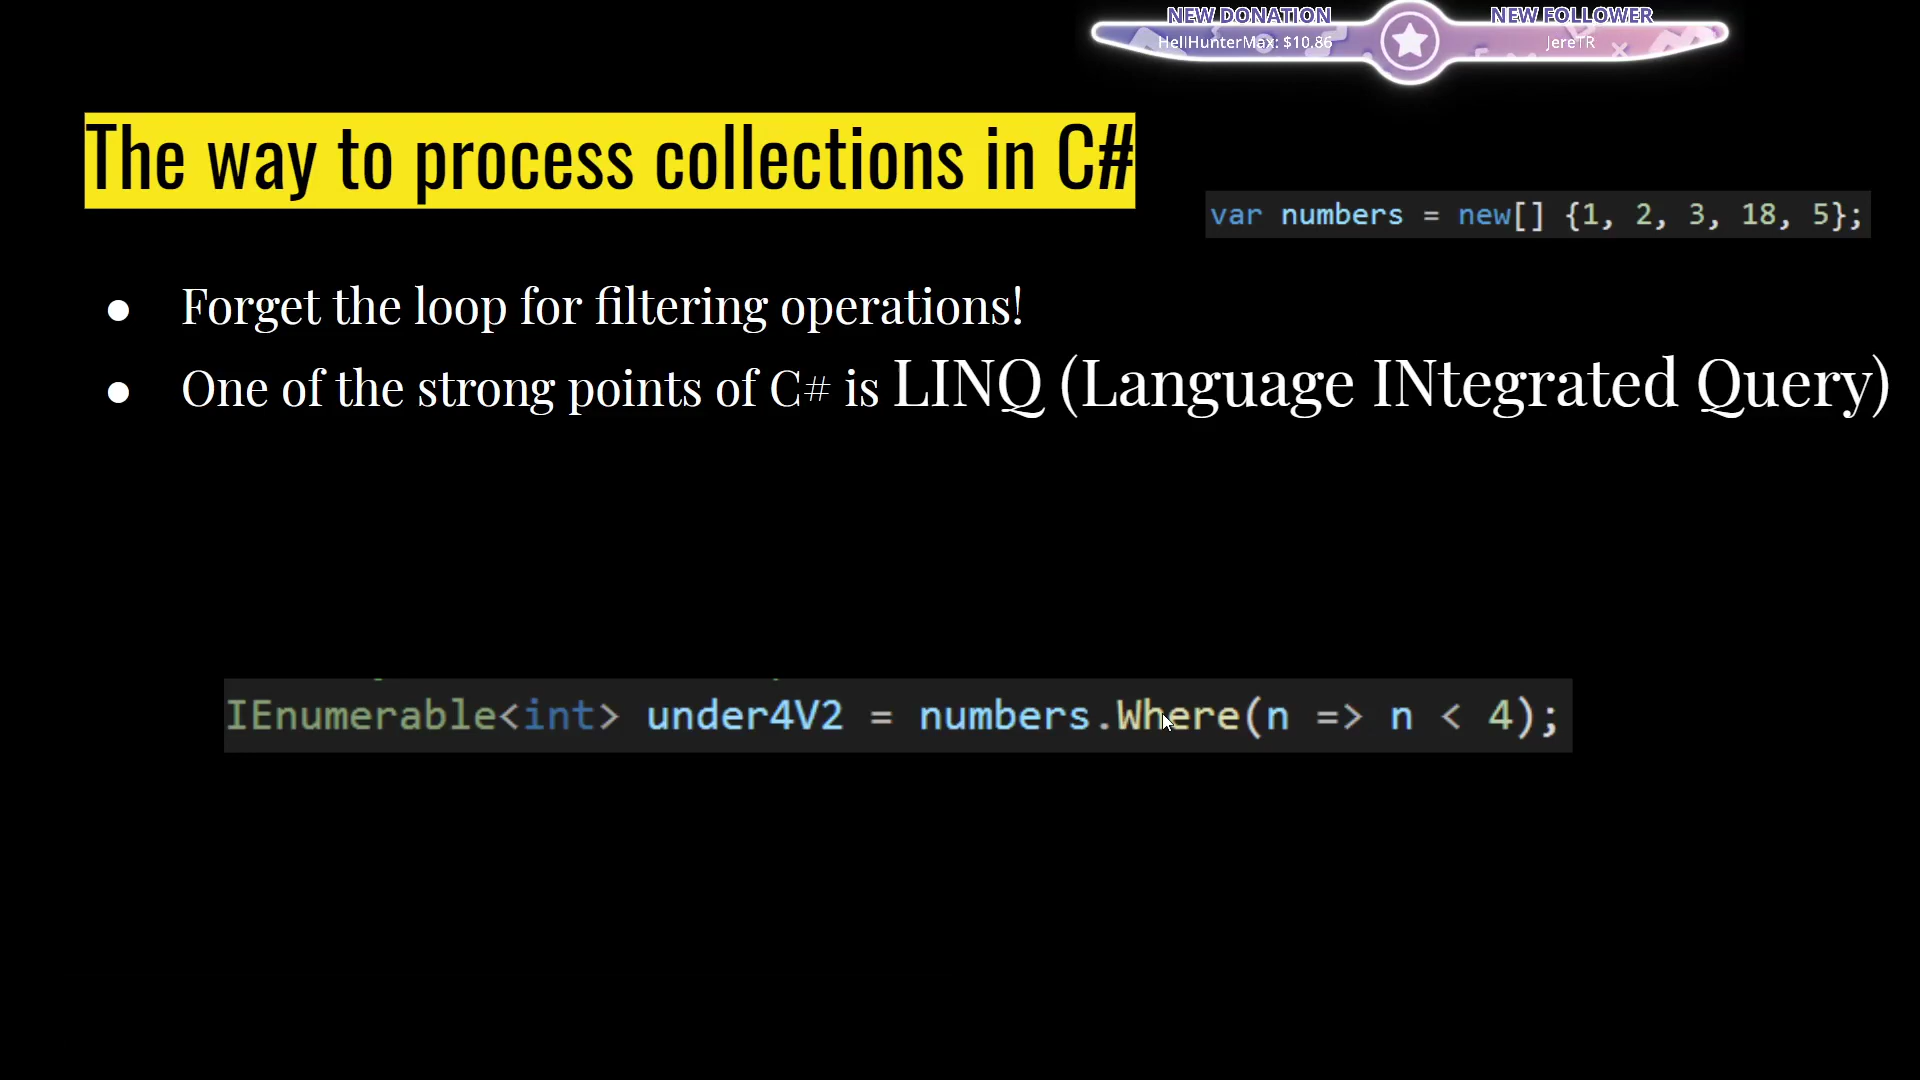 NEW DONATION
HellHunterMax: $10.86
NEW FOLLOWER
JereTR
The way to process collections in C#
var numbers = new[] {1, 2, 3, 18, 5};
● Forget the loop for filtering operations!
● One of the strong points of C# is LINQ (Language INtegrated Query)
IEnumerable<int> under4V2 = numbers.Where(n => n < 4);